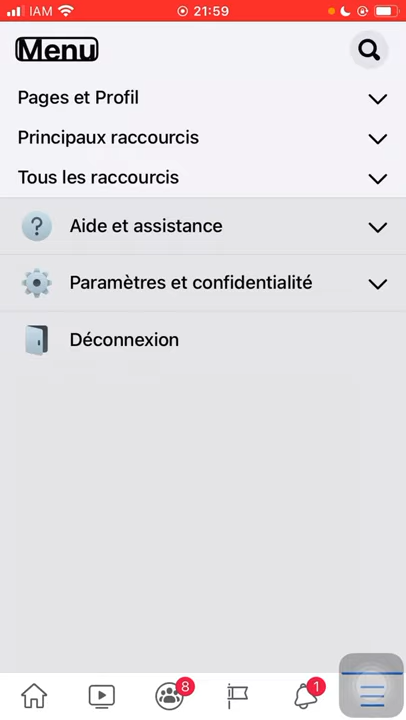 IAM 21:59
Menu
Pages et Profil
Principaux raccourcis
Tous les raccourcis
? Aide et assistance
Paramètres et confidentialité
Déconnexion
8 1